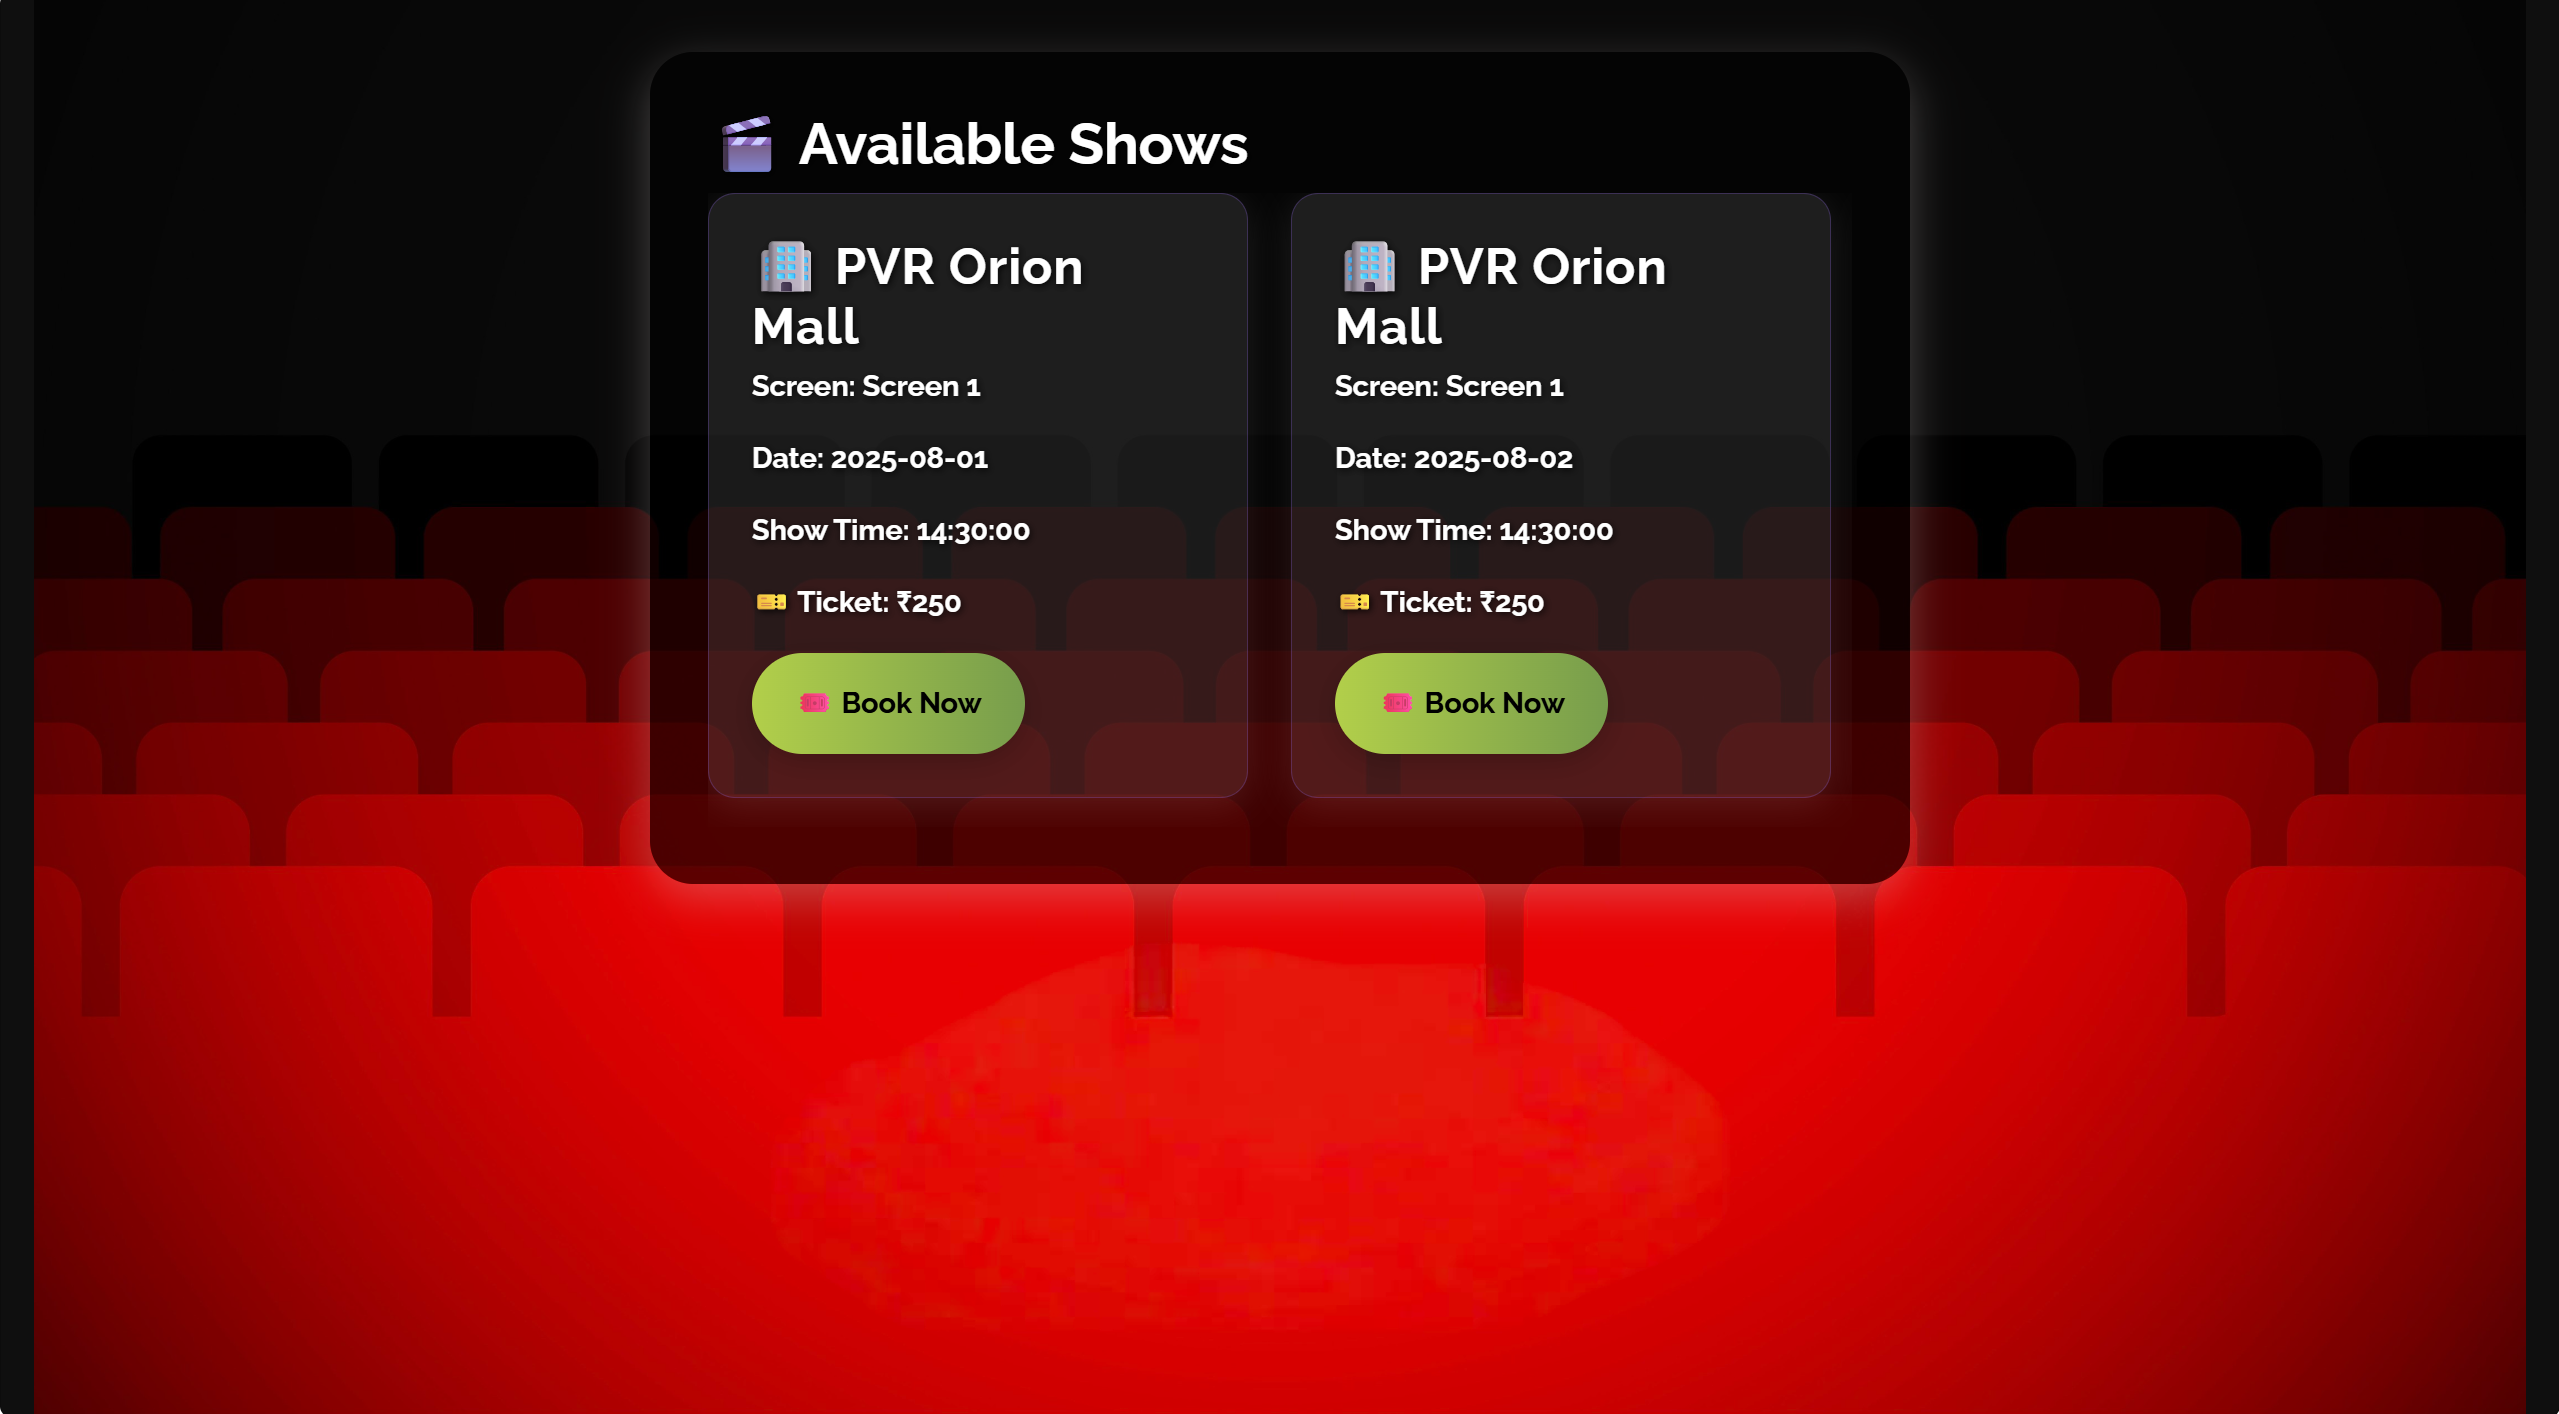 🎬 Available Shows
🏢 PVR Orion
Mall
Screen: Screen 1
Date: 2025-08-01
Show Time: 14:30:00
🎫 Ticket: ₹250
🎟️ Book Now
🏢 PVR Orion
Mall
Screen: Screen 1
Date: 2025-08-02
Show Time: 14:30:00
🎫 Ticket: ₹250
🎟️ Book Now